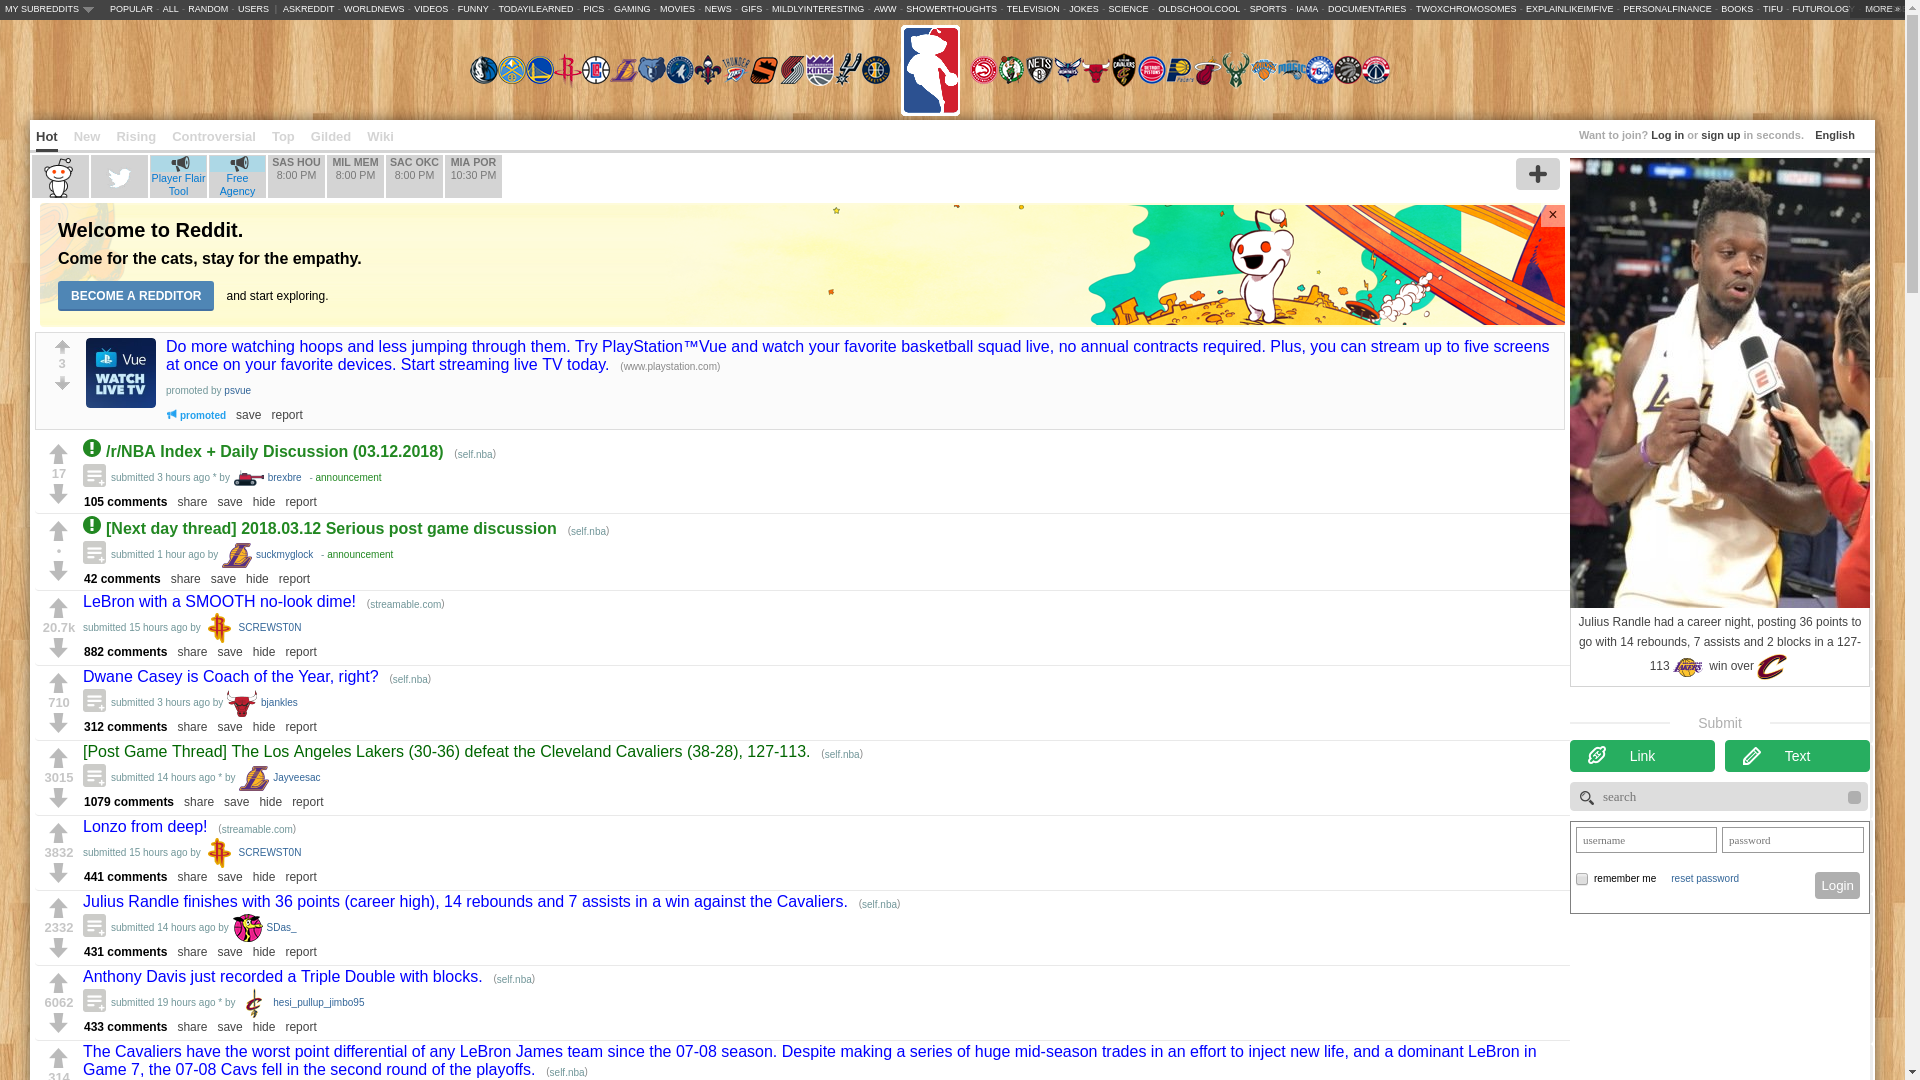 MY SUBREDDITS POPULAR - ALL - RANDOM - USERS | ASKREDDIT - WORLDNEWS - VIDEOS - FUNNY - TODAYILEARNED - PICS - GAMING - MOVIES - NEWS - GIFS - MILDLYINTERESTING - AWW - SHOWERTHOUGHTS - TELEVISION - JOKES - SCIENCE - OLDSCHOOLCOOL - SPORTS - IAMA - DOCUMENTARIES - TWOXCHROMOSOMES - EXPLAINLIKEIMFIVE - PERSONALFINANCE - BOOKS - TIFU - FUTUROLOGY MORE »
Hot New Rising Controversial Top Gilded Wiki
Want to join? Log in or sign up in seconds. English
Player Flair Tool
Free Agency
SAS HOU 8:00 PM
MIL MEM 8:00 PM
SAC OKC 8:00 PM
MIA POR 10:30 PM
Welcome to Reddit.
Come for the cats, stay for the empathy.
BECOME A REDDITOR and start exploring.
×
3
Vue
WATCH
LIVE TV
Do more watching hoops and less jumping through them. Try PlayStation™Vue and watch your favorite basketball squad live, no annual contracts required. Plus, you can stream up to five screens
at once on your favorite devices. Start streaming live TV today. (www.playstation.com)
promoted by psvue
promoted save report
17
/r/NBA Index + Daily Discussion (03.12.2018) (self.nba)
submitted 3 hours ago * by brexbre - announcement
105 comments share save hide report
•
[Next day thread] 2018.03.12 Serious post game discussion (self.nba)
submitted 1 hour ago by suckmyglock - announcement
42 comments share save hide report
20.7k
LeBron with a SMOOTH no-look dime! (streamable.com)
submitted 15 hours ago by SCREWST0N
882 comments share save hide report
710
Dwane Casey is Coach of the Year, right? (self.nba)
submitted 3 hours ago by bjankles
312 comments share save hide report
3015
[Post Game Thread] The Los Angeles Lakers (30-36) defeat the Cleveland Cavaliers (38-28), 127-113. (self.nba)
submitted 14 hours ago * by Jayveesac
1079 comments share save hide report
3832
Lonzo from deep! (streamable.com)
submitted 15 hours ago by SCREWST0N
441 comments share save hide report
2332
Julius Randle finishes with 36 points (career high), 14 rebounds and 7 assists in a win against the Cavaliers. (self.nba)
submitted 14 hours ago by SDas_
431 comments share save hide report
6062
Anthony Davis just recorded a Triple Double with blocks. (self.nba)
submitted 19 hours ago * by hesi_pullup_jimbo95
433 comments share save hide report
314
The Cavaliers have the worst point differential of any LeBron James team since the 07-08 season. Despite making a series of huge mid-season trades in an effort to inject new life, and a dominant LeBron in
Game 7, the 07-08 Cavs fell in the second round of the playoffs. (self.nba)
Julius Randle had a career night, posting 36 points to
go with 14 rebounds, 7 assists and 2 blocks in a 127-
113 win over
Submit
Link Text
search
username password
remember me reset password
Login